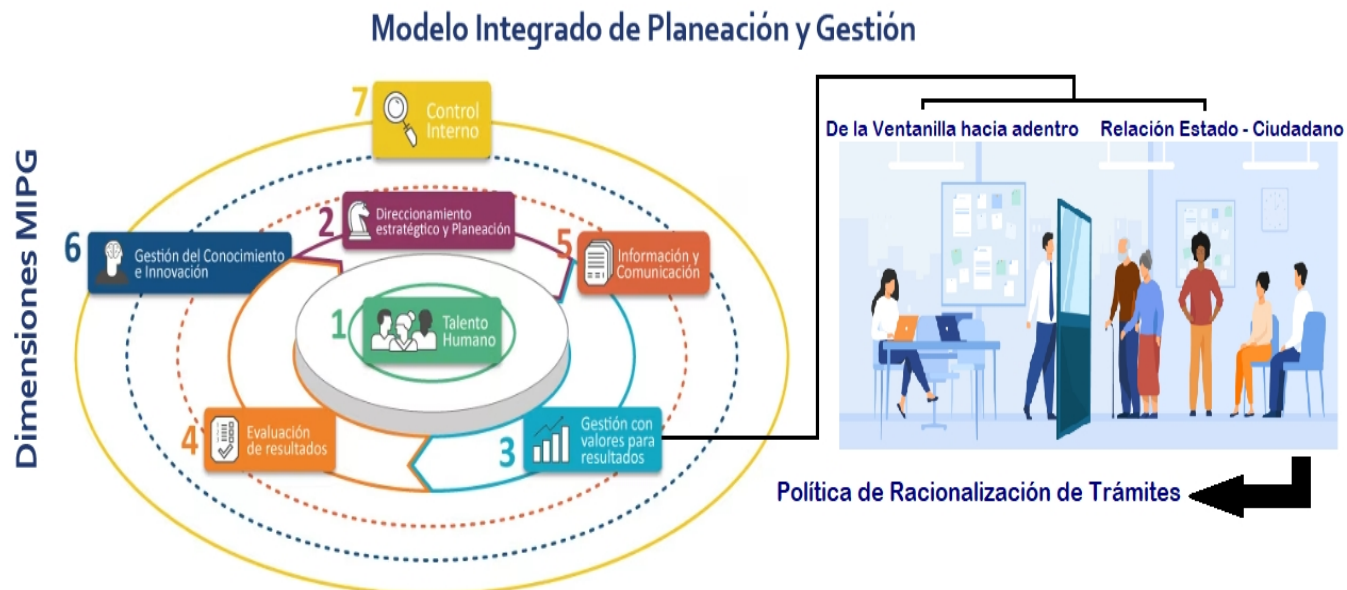 Modelo Integrado de Planeación y Gestión
Dimensiones MIPG
7
Control
Interno
2
Direccionamiento
estratégtico y Planeación
6
Gestión del Conocimiento
e Innovación
5
Información y
Comunicación
1
Talento
Humano
4
Evaluación
de resultados
3
Gestión con
valores para
resultados
De la Ventanilla hacia adentro
Relación Estado - Ciudadano
Política de Racionalización de Trámites